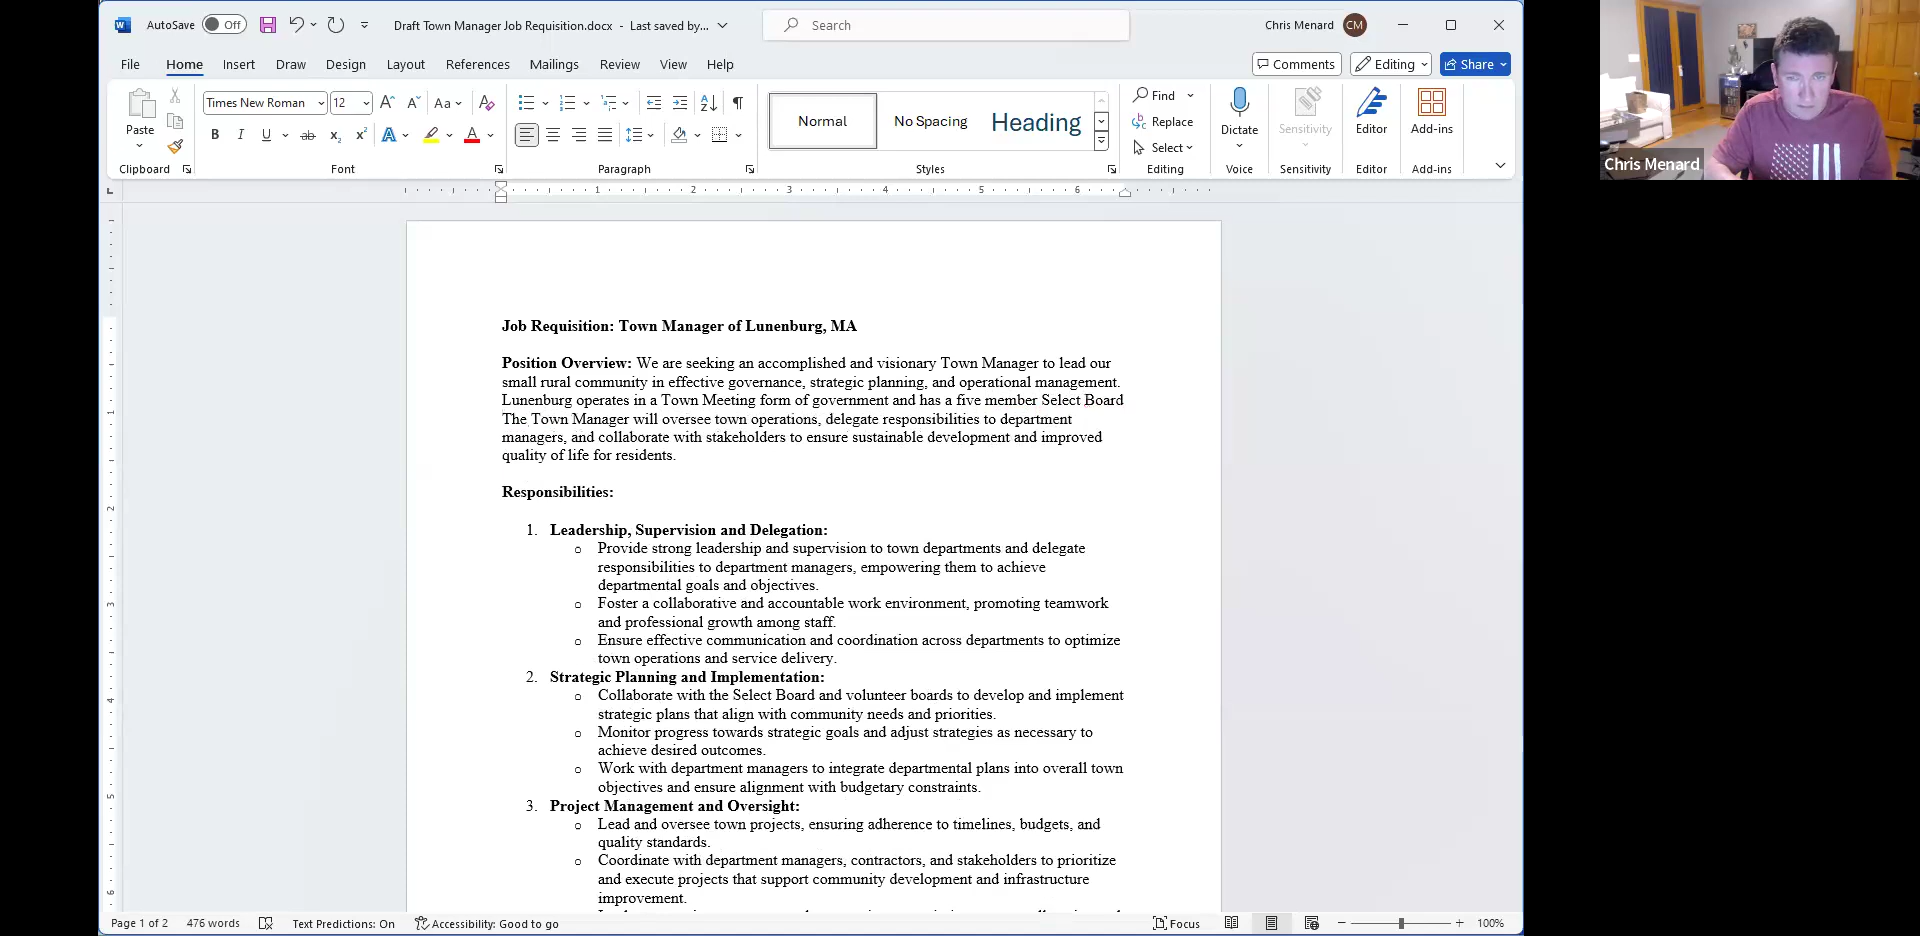 AutoSave Off Draft Town Manager Job Requisition.docx - Last saved by... Search Chris Menard CM
File Home Insert Draw Design Layout References Mailings Review View Help Comments Editing Share
Times New Roman 12 Aa Normal No Spacing Heading Find
Paste Replace Dictate Sensitivity Editor Add-ins
B I U ab x₂ x² A A Select
Clipboard Font Paragraph Styles Editing Voice Sensitivity Editor Add-ins
Chris Menard
1 2 3 4 5 6
Job Requisition: Town Manager of Lunenburg, MA
Position Overview: We are seeking an accomplished and visionary Town Manager to lead our
small rural community in effective governance, strategic planning, and operational management.
Lunenburg operates in a Town Meeting form of government and has a five member Select Board
The Town Manager will oversee town operations, delegate responsibilities to department
managers, and collaborate with stakeholders to ensure sustainable development and improved
quality of life for residents.
Responsibilities:
1. Leadership, Supervision and Delegation:
o Provide strong leadership and supervision to town departments and delegate
responsibilities to department managers, empowering them to achieve
departmental goals and objectives.
o Foster a collaborative and accountable work environment, promoting teamwork
and professional growth among staff.
o Ensure effective communication and coordination across departments to optimize
town operations and service delivery.
2. Strategic Planning and Implementation:
o Collaborate with the Select Board and volunteer boards to develop and implement
strategic plans that align with community needs and priorities.
o Monitor progress towards strategic goals and adjust strategies as necessary to
achieve desired outcomes.
o Work with department managers to integrate departmental plans into overall town
objectives and ensure alignment with budgetary constraints.
3. Project Management and Oversight:
o Lead and oversee town projects, ensuring adherence to timelines, budgets, and
quality standards.
o Coordinate with department managers, contractors, and stakeholders to prioritize
and execute projects that support community development and infrastructure
improvement.
Page 1 of 2 476 words Text Predictions: On Accessibility: Good to go Focus 100%